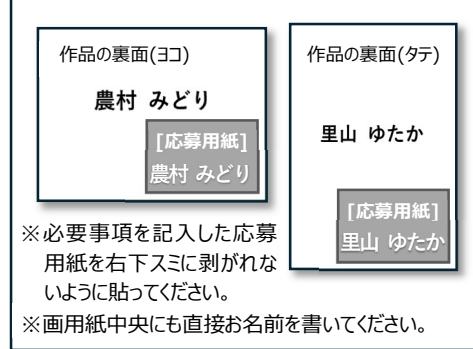 作品の裏面(ヨコ)
農村 みどり
[応募用紙]
農村 みどり
作品の裏面(タテ)
里山 ゆたか
[応募用紙]
里山 ゆたか
※必要事項を記入した応募
用紙を右下スミに剥がれな
いように貼ってください。
※画用紙中央にも直接お名前を書いてください。